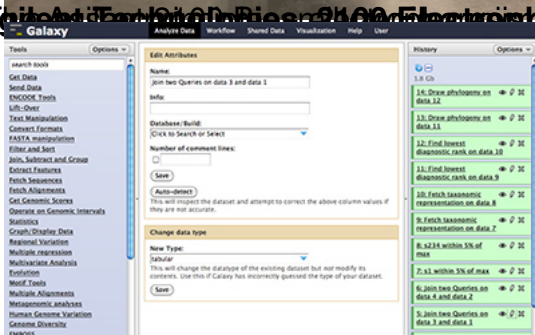 Galaxy
Analyze Data Workflow Shared Data Visualization Help User
Tools Options
search tools
Get Data
Send Data
ENCODE Tools
Lift-Over
Text Manipulation
Convert Formats
FASTA manipulation
Filter and Sort
Join, Subtract and Group
Extract Features
Fetch Sequences
Fetch Alignments
Get Genomic Scores
Operate on Genomic Intervals
Statistics
Graph/Display Data
Regional Variation
Multiple regression
Multivariate Analysis
Evolution
Motif Tools
Multiple Alignments
Metagenomic analyses
Human Genome Variation
Genome Diversity
EMBOSS
Edit Attributes
Name:
Join two Queries on data 3 and data 1
Info:
Database/Build:
Click to Search or Select
Number of comment lines:
Save
Auto-detect
This will inspect the dataset and attempt to correct the above column values if
they are not accurate.
Change data type
New Type:
tabular
This will change the datatype of the existing dataset but not modify its
contents. Use this if Galaxy has incorrectly guessed the type of your dataset.
Save
History Options
1.8 Gb
14: Draw phylogeny on
data 12
13: Draw phylogeny on
data 11
12: Find lowest
diagnostic rank on data 10
11: Find lowest
diagnostic rank on data 9
10: Fetch taxonomic
representation on data 8
9: Fetch taxonomic
representation on data 7
8: s234 within 5% of
max
7: s1 within 5% of max
6: Join two Queries on
data 4 and data 2
5: Join two Queries on
data 3 and data 1